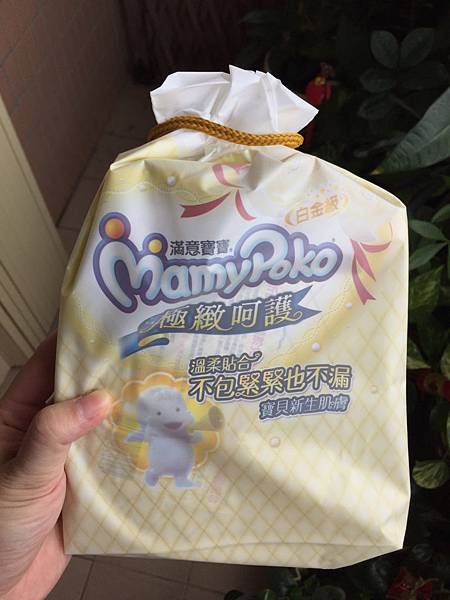 白金級
滿意寶寶®
MamyPoko
極緻呵護
溫柔貼合
不包緊緊也不漏
寶貝新生肌膚